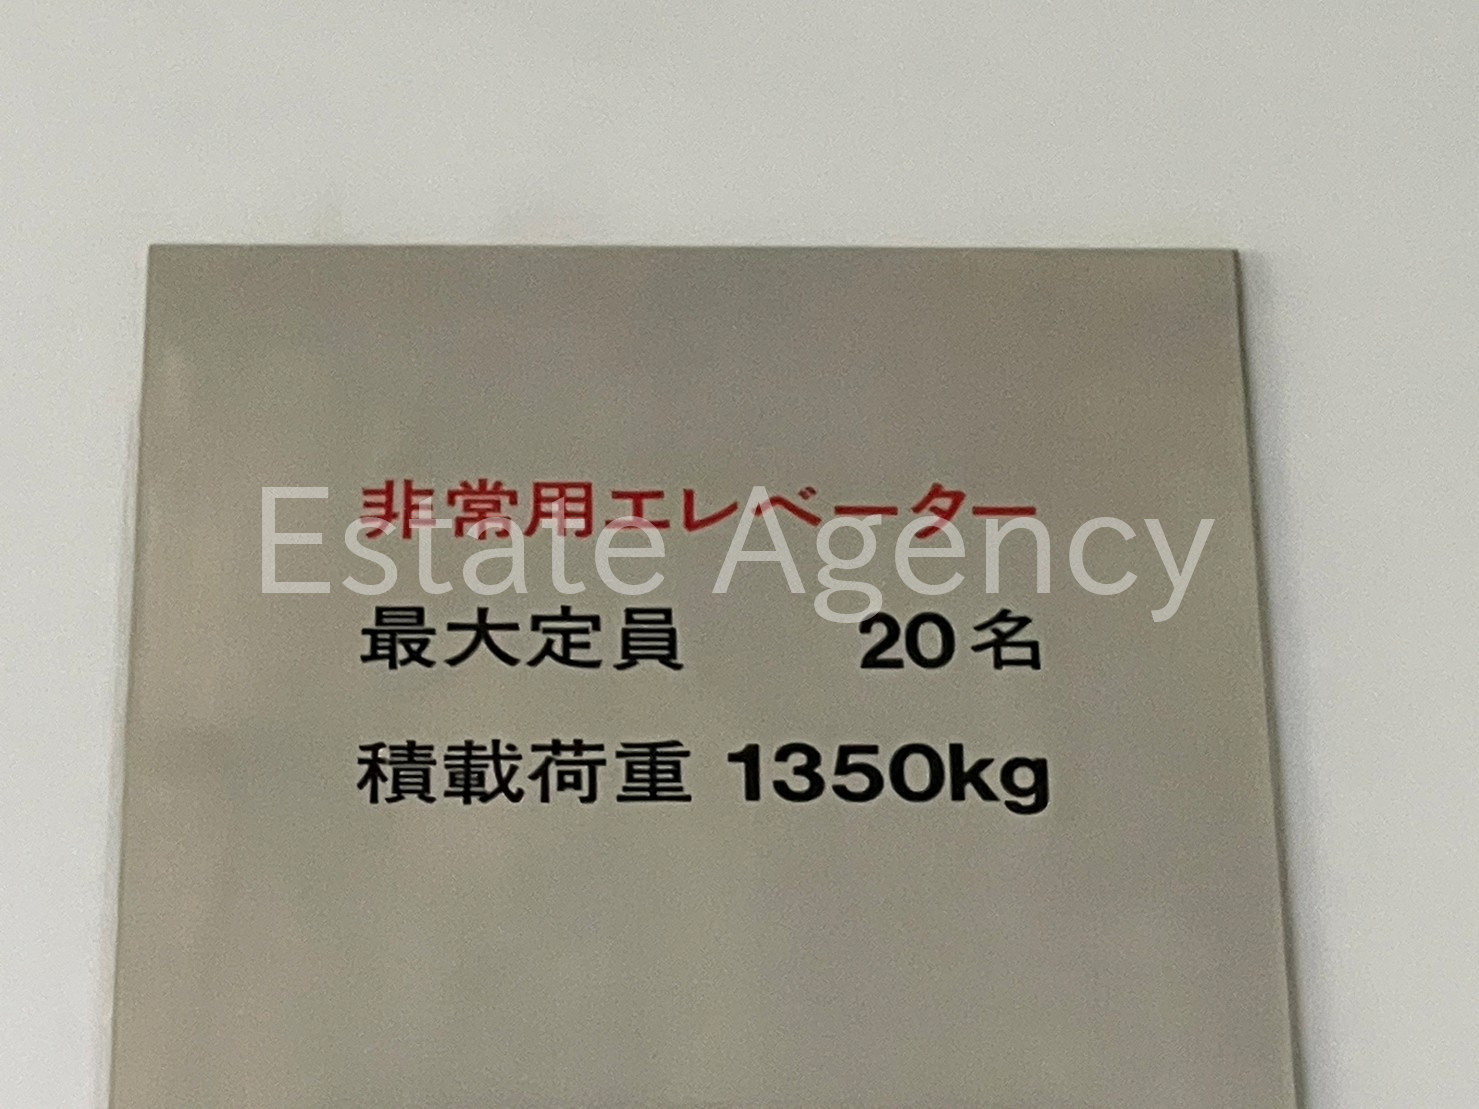 非常用エレベーター
Estate Agency
最大定員 20名
積載荷重 1350kg